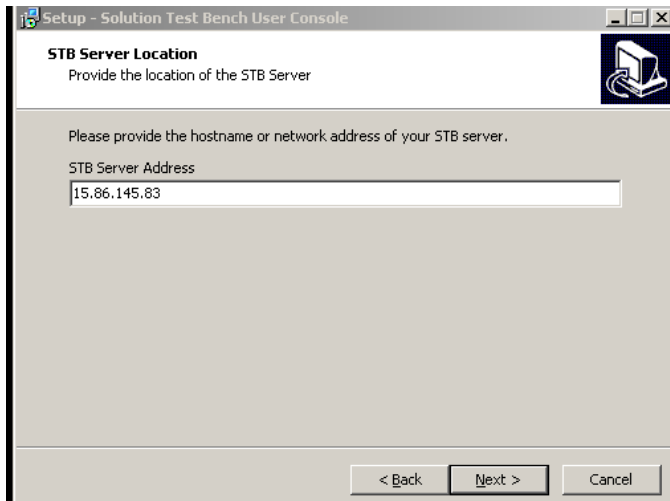 Setup - Solution Test Bench User Console
STB Server Location
Provide the location of the STB Server
Please provide the hostname or network address of your STB server.
STB Server Address
15.86.145.83
< Back Next > Cancel